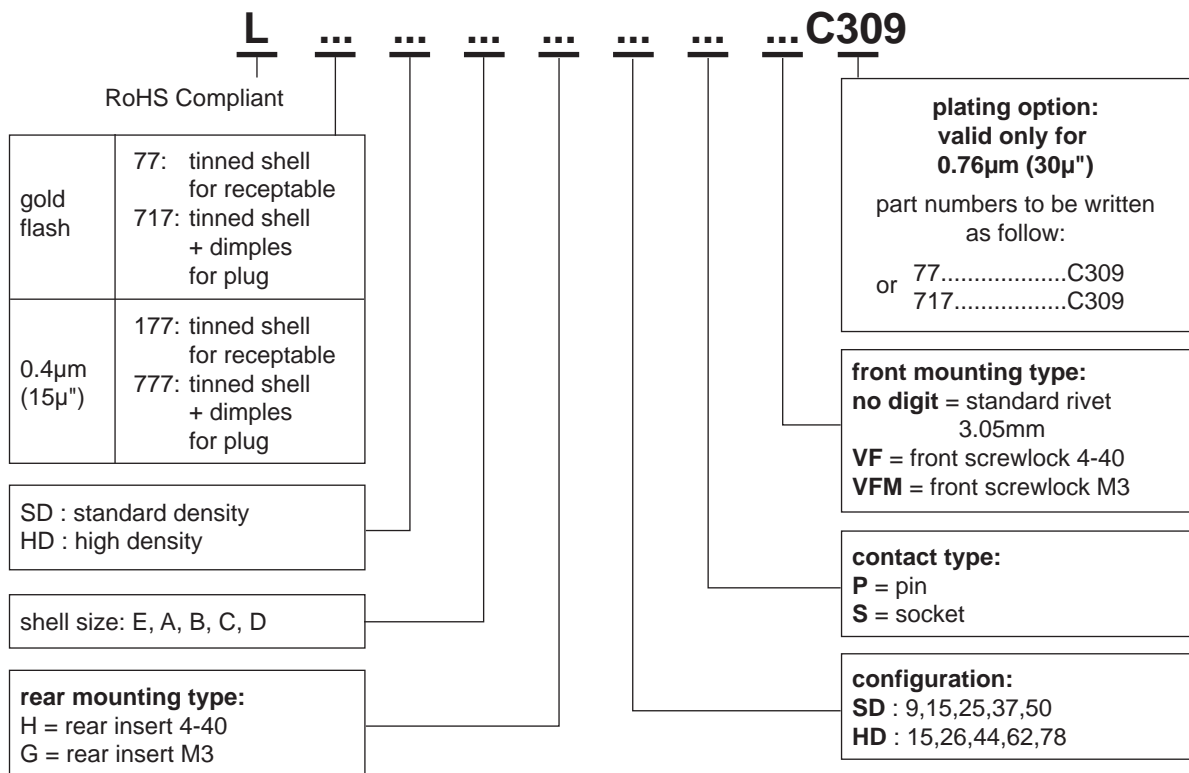 L ... ... ... ... ... ... ...C309
RoHS Compliant
gold
flash
77: tinned shell
for receptable
717: tinned shell
+ dimples
for plug
0.4µm
(15µ")
177: tinned shell
for receptable
777: tinned shell
+ dimples
for plug
SD : standard density
HD : high density
shell size: E, A, B, C, D
rear mounting type:
H = rear insert 4-40
G = rear insert M3
plating option:
valid only for
0.76µm (30µ")
part numbers to be written
as follow:
or 77..................C309
717.................C309
front mounting type:
no digit = standard rivet
3.05mm
VF = front screwlock 4-40
VFM = front screwlock M3
contact type:
P = pin
S = socket
configuration:
SD : 9,15,25,37,50
HD : 15,26,44,62,78